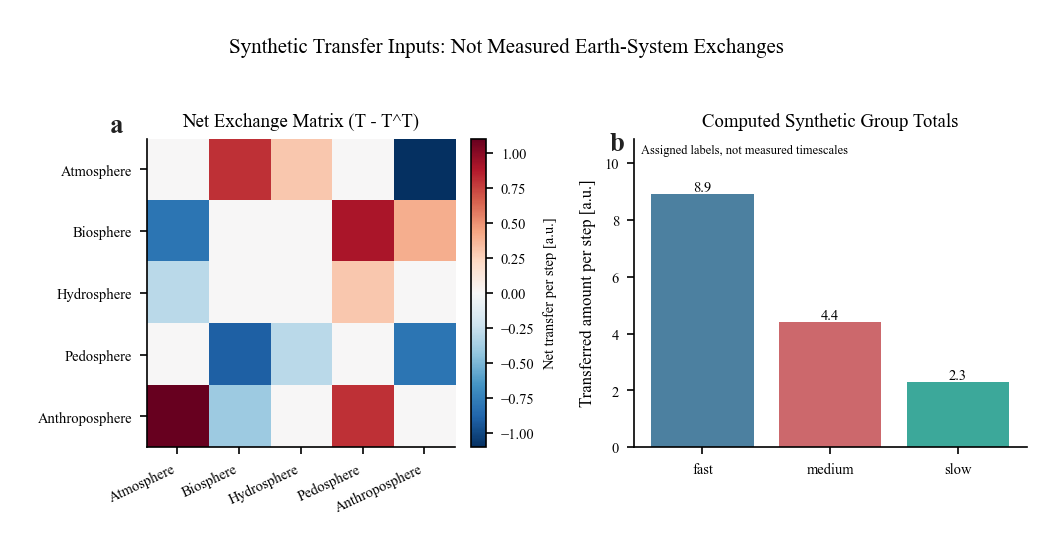 Synthetic Transfer Inputs: Not Measured Earth-System Exchanges
a
Net Exchange Matrix (T - T^T)
Atmosphere
Biosphere
Hydrosphere
Pedosphere
Anthroposphere
Atmosphere
Biosphere
Hydrosphere
Pedosphere
Anthroposphere
1.00
0.75
0.50
0.25
0.00
−0.25
−0.50
−0.75
−1.00
Net transfer per step [a.u.]
b
Computed Synthetic Group Totals
Assigned labels, not measured timescales
Transferred amount per step [a.u.]
10
8
6
4
2
0
8.9
4.4
2.3
fast
medium
slow